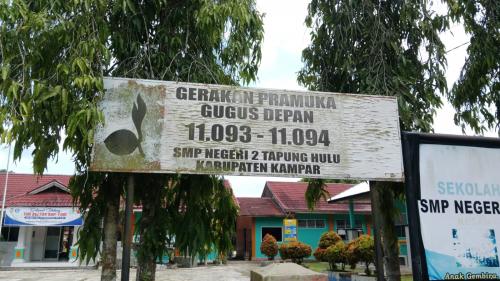 GERAKAN PRAMUKA
GUGUS DEPAN
11.093 - 11.094
SMP NEGERI 2 TAPUNG HULU
KABUPATEN KAMPAR
SEKOLAH
SMP NEGER
Anak Gembira